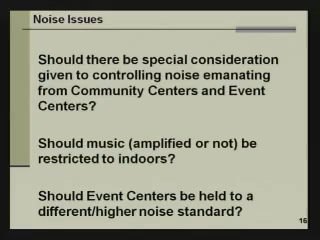 Noise Issues
Should there be special consideration
given to controlling noise emanating
from Community Centers and Event
Centers?
Should music (amplified or not) be
restricted to indoors?
Should Event Centers be held to a
different/higher noise standard?
16